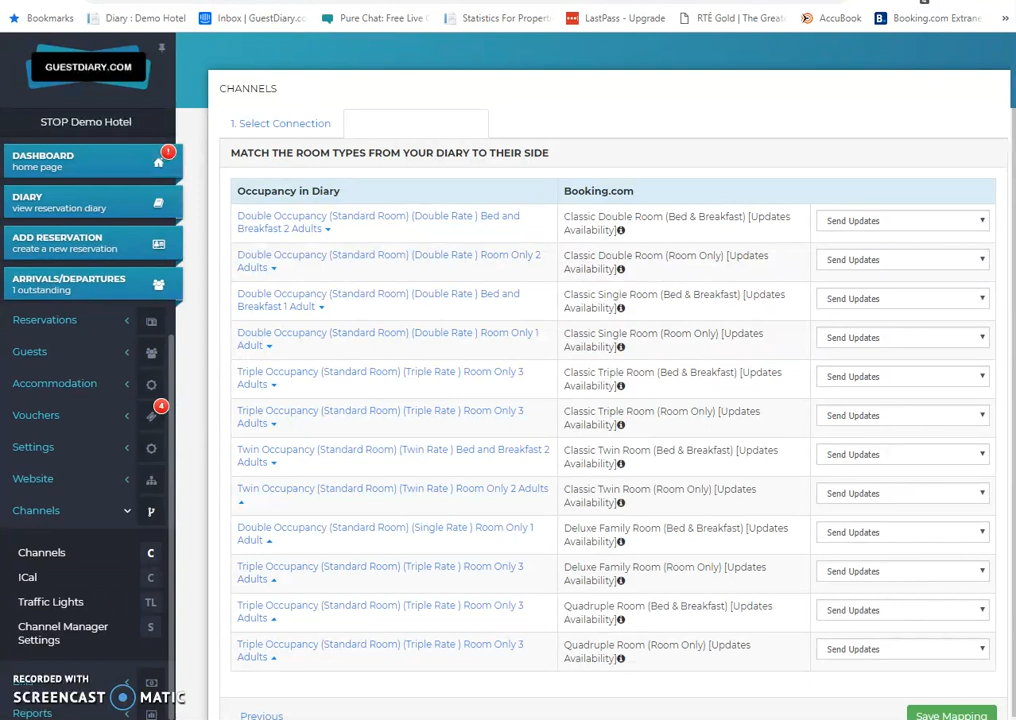 Bookmarks Diary : Demo Hotel Inbox | GuestDiary.cc Pure Chat: Free Live C Statistics For Properti LastPass - Upgrade RTÉ Gold | The Greate AccuBook Booking.com Extrane »
GUESTDIARY.COM
STOP Demo Hotel
DASHBOARD
home page
1
DIARY
view reservation diary
ADD RESERVATION
create a new reservation
ARRIVALS/DEPARTURES
1 outstanding
Reservations
Guests
Accommodation
Vouchers
4
Settings
Website
Channels
Channels C
ICal C
Traffic Lights TL
Channel Manager
Settings S
RECORDED WITH
SCREENCAST MATIC
Reports
CHANNELS
1. Select Connection
MATCH THE ROOM TYPES FROM YOUR DIARY TO THEIR SIDE
Occupancy in Diary Booking.com
Double Occupancy (Standard Room) (Double Rate ) Bed and
Breakfast 2 Adults
Classic Double Room (Bed & Breakfast) [Updates
Availability]
Send Updates
Double Occupancy (Standard Room) (Double Rate ) Room Only 2
Adults
Classic Double Room (Room Only) [Updates
Availability]
Send Updates
Double Occupancy (Standard Room) (Double Rate ) Bed and
Breakfast 1 Adult
Classic Single Room (Bed & Breakfast) [Updates
Availability]
Send Updates
Double Occupancy (Standard Room) (Double Rate ) Room Only 1
Adult
Classic Single Room (Room Only) [Updates
Availability]
Send Updates
Triple Occupancy (Standard Room) (Triple Rate ) Room Only 3
Adults
Classic Triple Room (Bed & Breakfast) [Updates
Availability]
Send Updates
Triple Occupancy (Standard Room) (Triple Rate ) Room Only 3
Adults
Classic Triple Room (Room Only) [Updates
Availability]
Send Updates
Twin Occupancy (Standard Room) (Twin Rate ) Bed and Breakfast 2
Adults
Classic Twin Room (Bed & Breakfast) [Updates
Availability]
Send Updates
Twin Occupancy (Standard Room) (Twin Rate ) Room Only 2 Adults
Classic Twin Room (Room Only) [Updates
Availability]
Send Updates
Double Occupancy (Standard Room) (Single Rate ) Room Only 1
Adult
Deluxe Family Room (Bed & Breakfast) [Updates
Availability]
Send Updates
Triple Occupancy (Standard Room) (Triple Rate ) Room Only 3
Adults
Deluxe Family Room (Room Only) [Updates
Availability]
Send Updates
Triple Occupancy (Standard Room) (Triple Rate ) Room Only 3
Adults
Quadruple Room (Bed & Breakfast) [Updates
Availability]
Send Updates
Triple Occupancy (Standard Room) (Triple Rate ) Room Only 3
Adults
Quadruple Room (Room Only) [Updates
Availability]
Send Updates
Previous Save Mapping